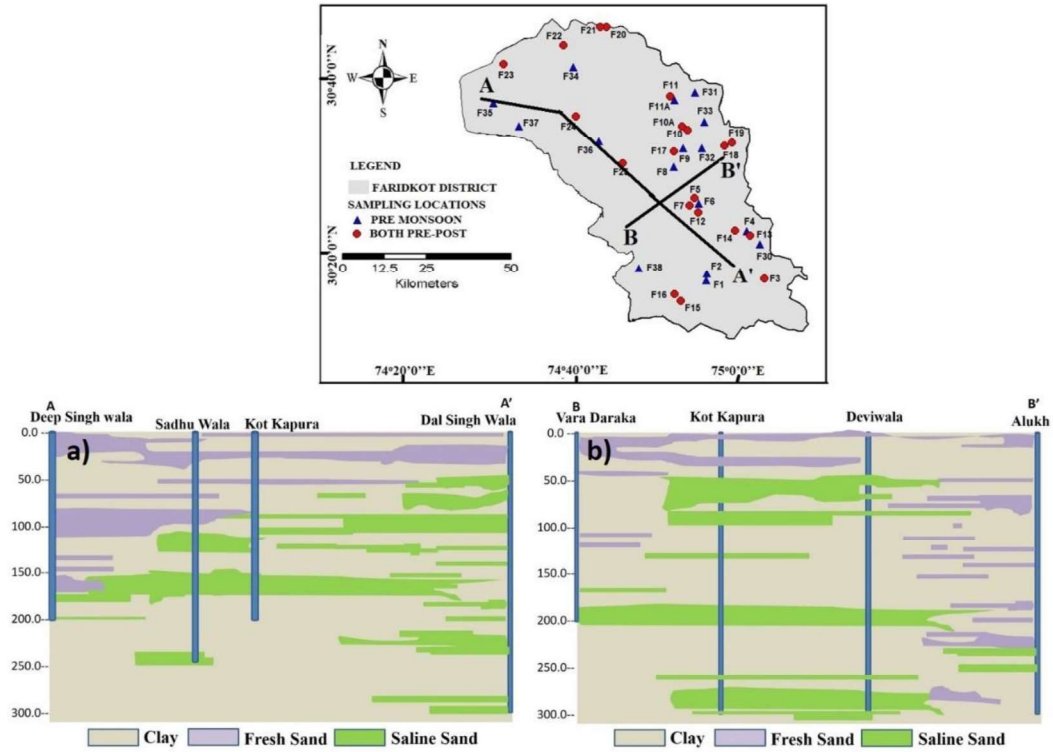 F21
F20
F22
30°40'0''N
N
W
E
S
F23
F34
A
F11
F31
F11A
F33
F35
F37
F24
F10A
F10
F19
F36
F17
F9
F32
F18
LEGEND
F25
F8
B'
FARIDKOT DISTRICT
SAMPLING LOCATIONS
F5
PRE MONSOON
F7
F6
BOTH PRE-POST
F12
B
F4
F14
F13
30°20'0''N
F30
0
12.5
25
50
F38
F2
A'
F3
Kilometers
F1
F16
F15
74°20'0''E
74°40'0''E
75°0'0''E
A
A'
Deep Singh wala
Sadhu Wala
Kot Kapura
Dal Singh Wala
0.0--
a)
50.0--
100.0--
150.0--
200.0--
250.0--
300.0--
Clay
Fresh Sand
Saline Sand
B
B'
Vara Daraka
Kot Kapura
Deviwala
Alukh
0.0--
b)
50.0--
100.0--
150.0--
200.0--
250.0--
300.0--
Clay
Fresh Sand
Saline Sand